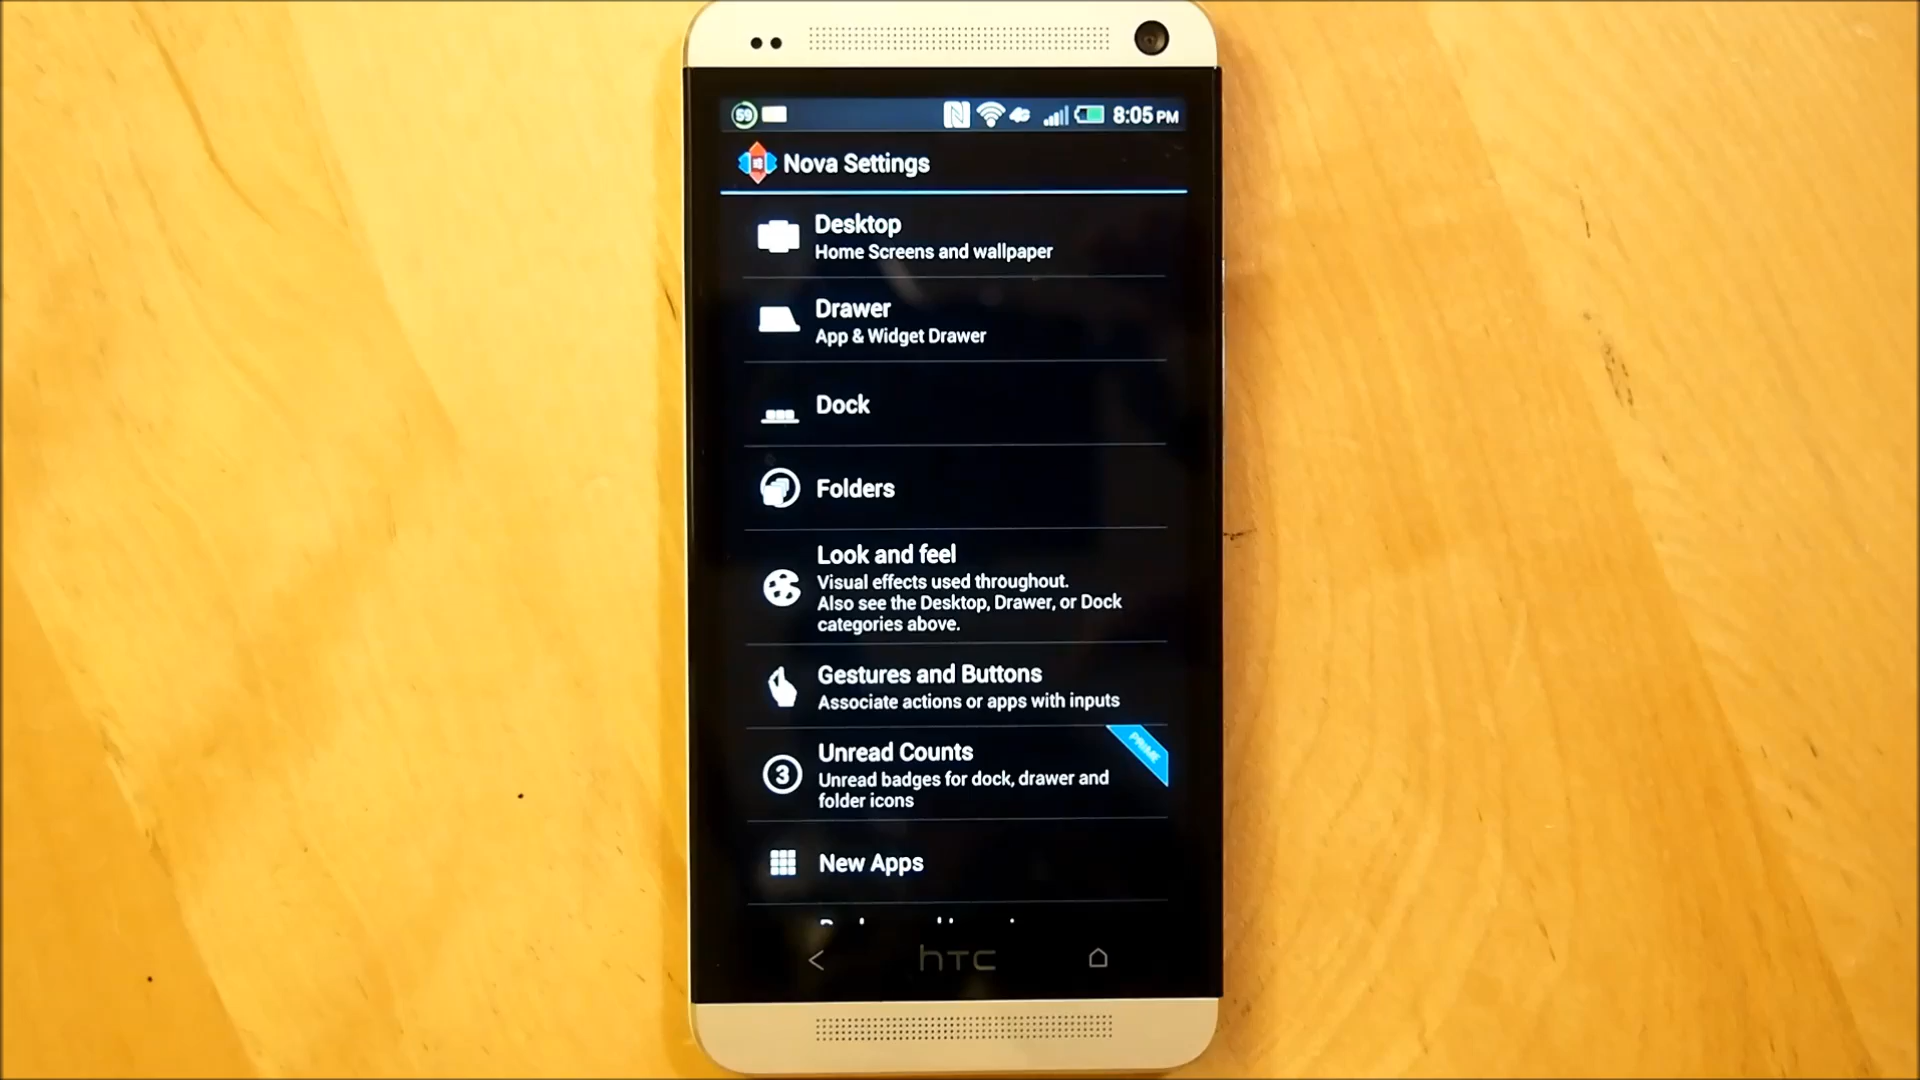 59
8:05 PM
Nova Settings
Desktop
Home Screens and wallpaper
Drawer
App & Widget Drawer
Dock
Folders
Look and feel
Visual effects used throughout.
Also see the Desktop, Drawer, or Dock
categories above.
Gestures and Buttons
Associate actions or apps with inputs
PRIME
3
Unread Counts
Unread badges for dock, drawer and
folder icons
New Apps
hTC